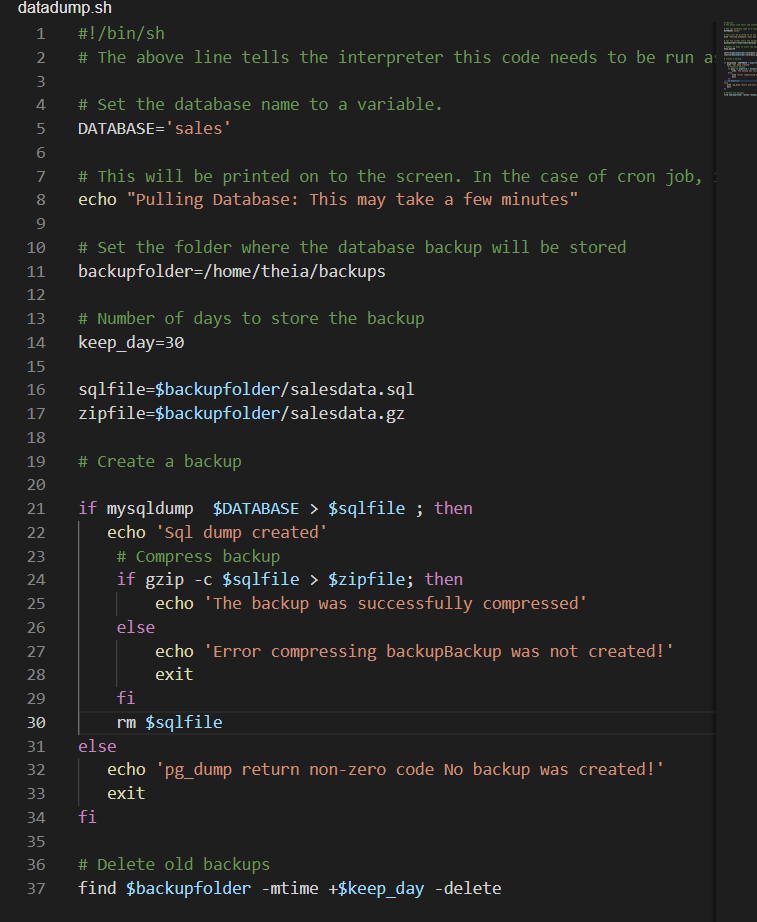 datadump.sh
1 #!/bin/sh
2 # The above line tells the interpreter this code needs to be run a
3
4 # Set the database name to a variable.
5 DATABASE='sales'
6
7 # This will be printed on to the screen. In the case of cron job,
8 echo "Pulling Database: This may take a few minutes"
9
10 # Set the folder where the database backup will be stored
11 backupfolder=/home/theia/backups
12
13 # Number of days to store the backup
14 keep_day=30
15
16 sqlfile=$backupfolder/salesdata.sql
17 zipfile=$backupfolder/salesdata.gz
18
19 # Create a backup
20
21 if mysqldump  $DATABASE > $sqlfile ; then
22    echo 'Sql dump created'
23     # Compress backup
24     if gzip -c $sqlfile > $zipfile; then
25         echo 'The backup was successfully compressed'
26     else
27         echo 'Error compressing backupBackup was not created!'
28         exit
29     fi
30     rm $sqlfile
31 else
32    echo 'pg_dump return non-zero code No backup was created!'
33    exit
34 fi
35
36 # Delete old backups
37 find $backupfolder -mtime +$keep_day -delete